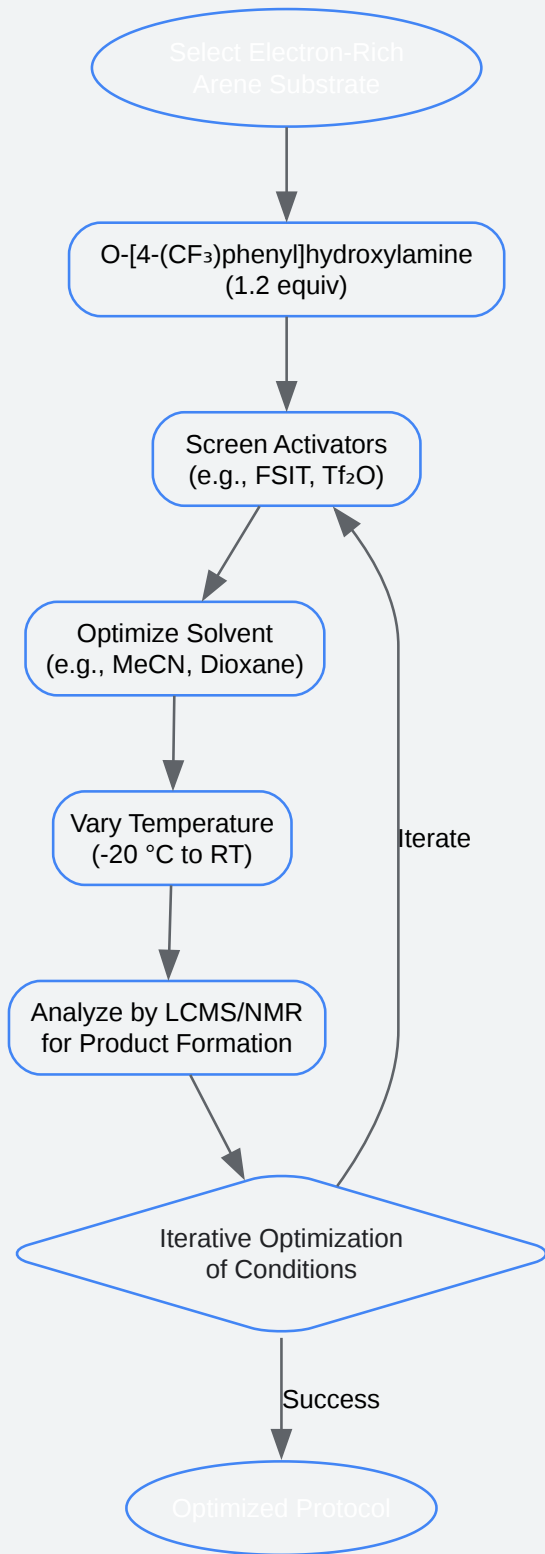 Select Electron-Rich
Arene Substrate
O-[4-(CF₃)phenyl]hydroxylamine
(1.2 equiv)
Screen Activators
(e.g., FSIT, Tf₂O)
Optimize Solvent
(e.g., MeCN, Dioxane)
Vary Temperature
(-20 °C to RT)
Iterate
Analyze by LCMS/NMR
for Product Formation
Iterative Optimization
of Conditions
Success
Optimized Protocol